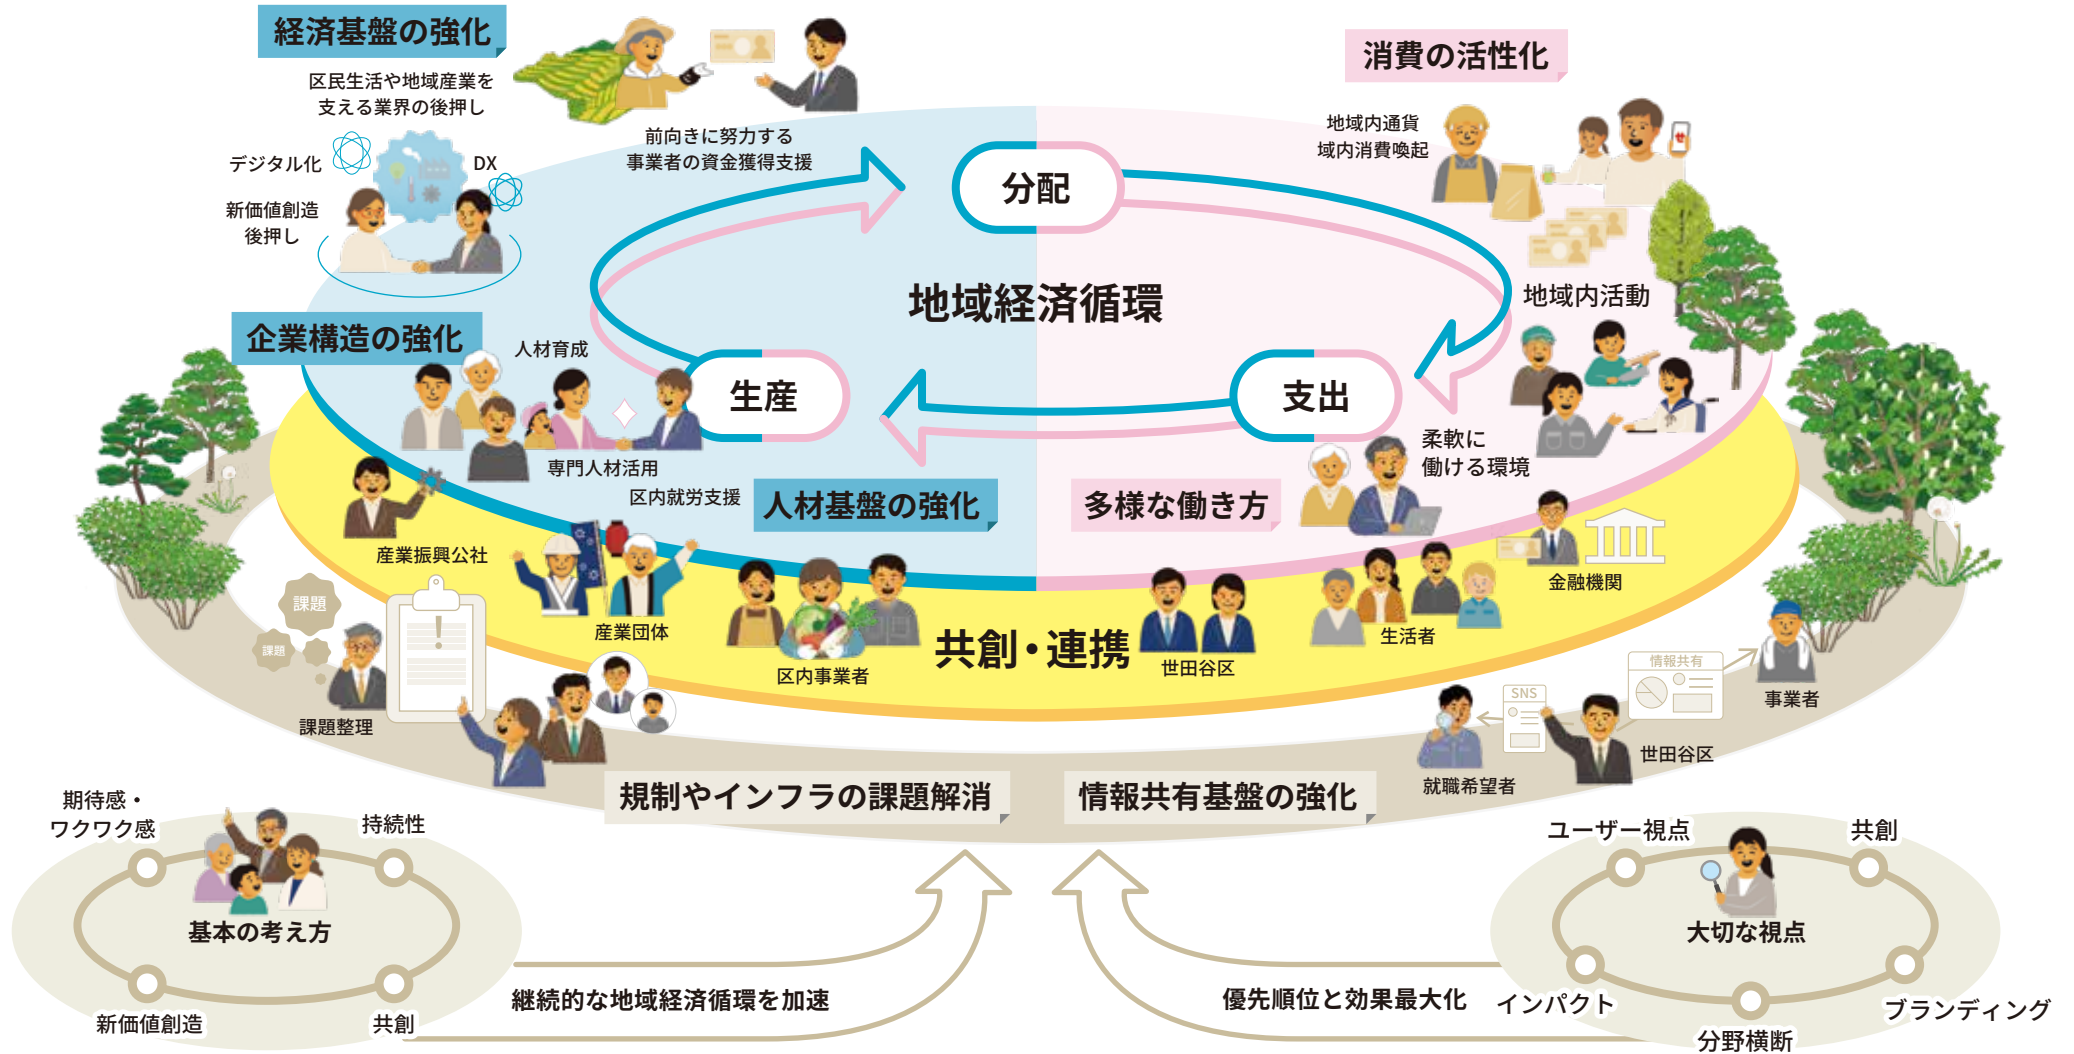 経済基盤の強化
区民生活や地域産業を
支える業界の後押し
デジタル化
DX
新価値創造
後押し
前向きに努力する
事業者の資金獲得支援
消費の活性化
地域内通貨
域内消費喚起
分配
地域経済循環
地域内活動
企業構造の強化
人材育成
生産
支出
柔軟に
働ける環境
専門人材活用
区内就労支援
人材基盤の強化
多様な働き方
産業振興公社
産業団体
区内事業者
共創・連携
世田谷区
生活者
金融機関
課題
課題
課題整理
情報共有
SNS
事業者
世田谷区
就職希望者
規制やインフラの課題解消
情報共有基盤の強化
期待感・
ワクワク感
持続性
基本の考え方
新価値創造
共創
継続的な地域経済循環を加速
ユーザー視点
共創
大切な視点
優先順位と効果最大化
インパクト
ブランディング
分野横断